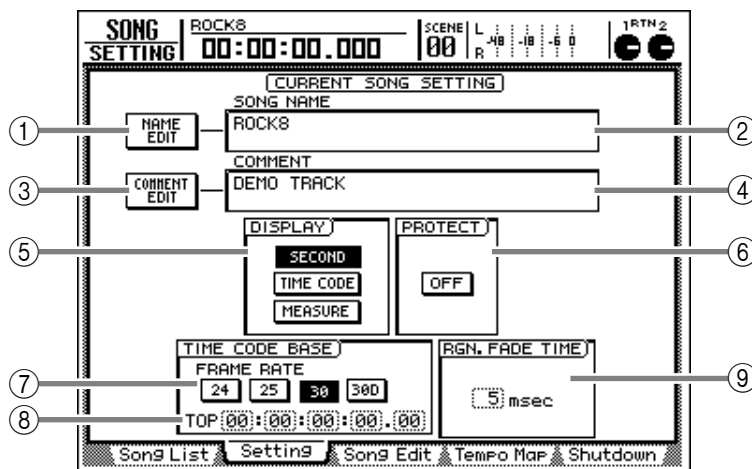 SONG
SETTING
ROCK8
00:00:00.000
SCENE
00
L
R
-48 -18 -6 0
1 RTN 2
CURRENT SONG SETTING
SONG NAME
① NAME EDIT ROCK8 ②
COMMENT
③ COMMENT EDIT DEMO TRACK ④
DISPLAY PROTECT
⑤ SECOND ⑥
TIME CODE OFF
MEASURE
TIME CODE BASE RGN. FADE TIME
FRAME RATE
⑦ 24 25 30 30D 5 msec ⑨
⑧ TOP 00:00:00:00.00
Song List Setting Song Edit Tempo Map Shutdown